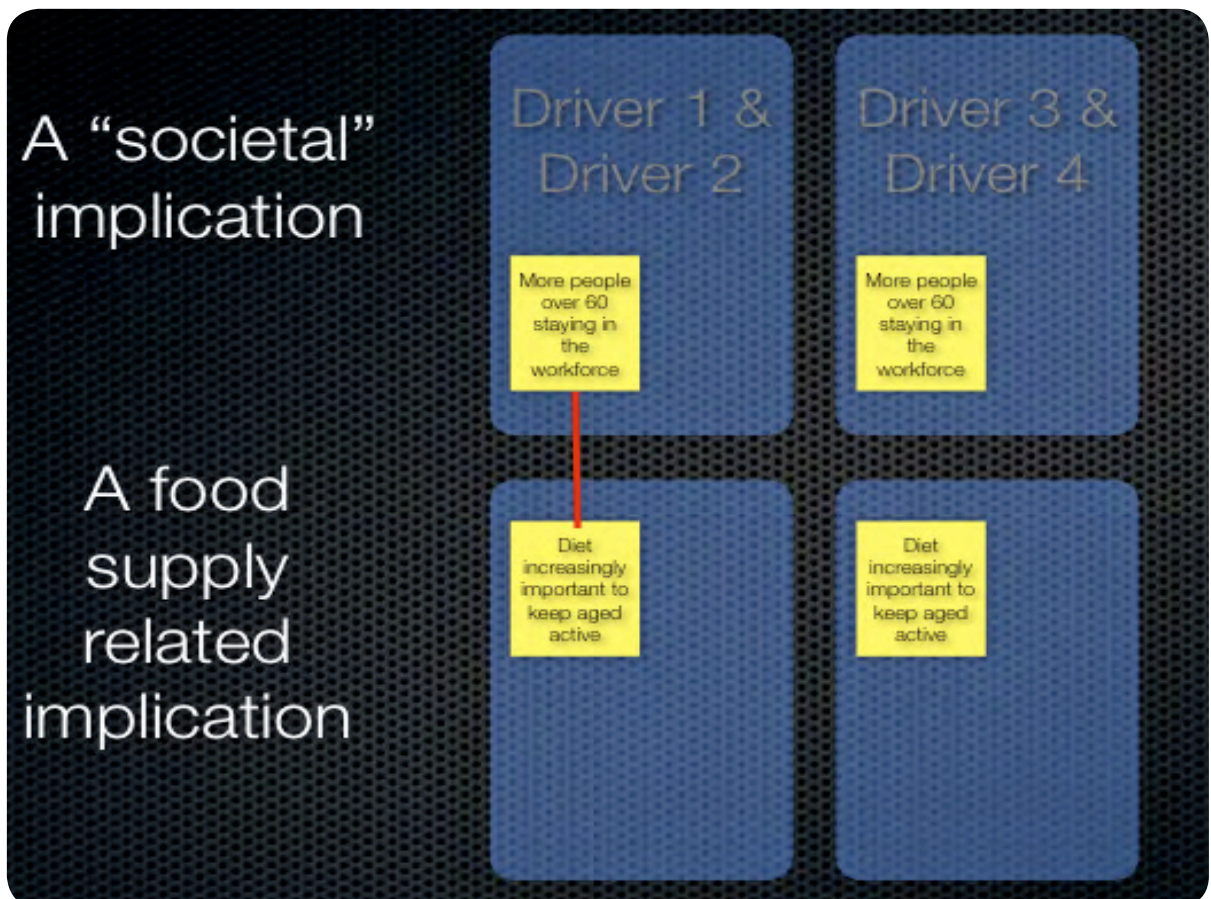 A “societal”
implication
Driver 1 &
Driver 2
Driver 3 &
Driver 4
More people
over 60
staying in
the
workforce
More people
over 60
staying in
the
workforce
A food
supply
related
implication
Diet
increasingly
important to
keep aged
active
Diet
increasingly
important to
keep aged
active